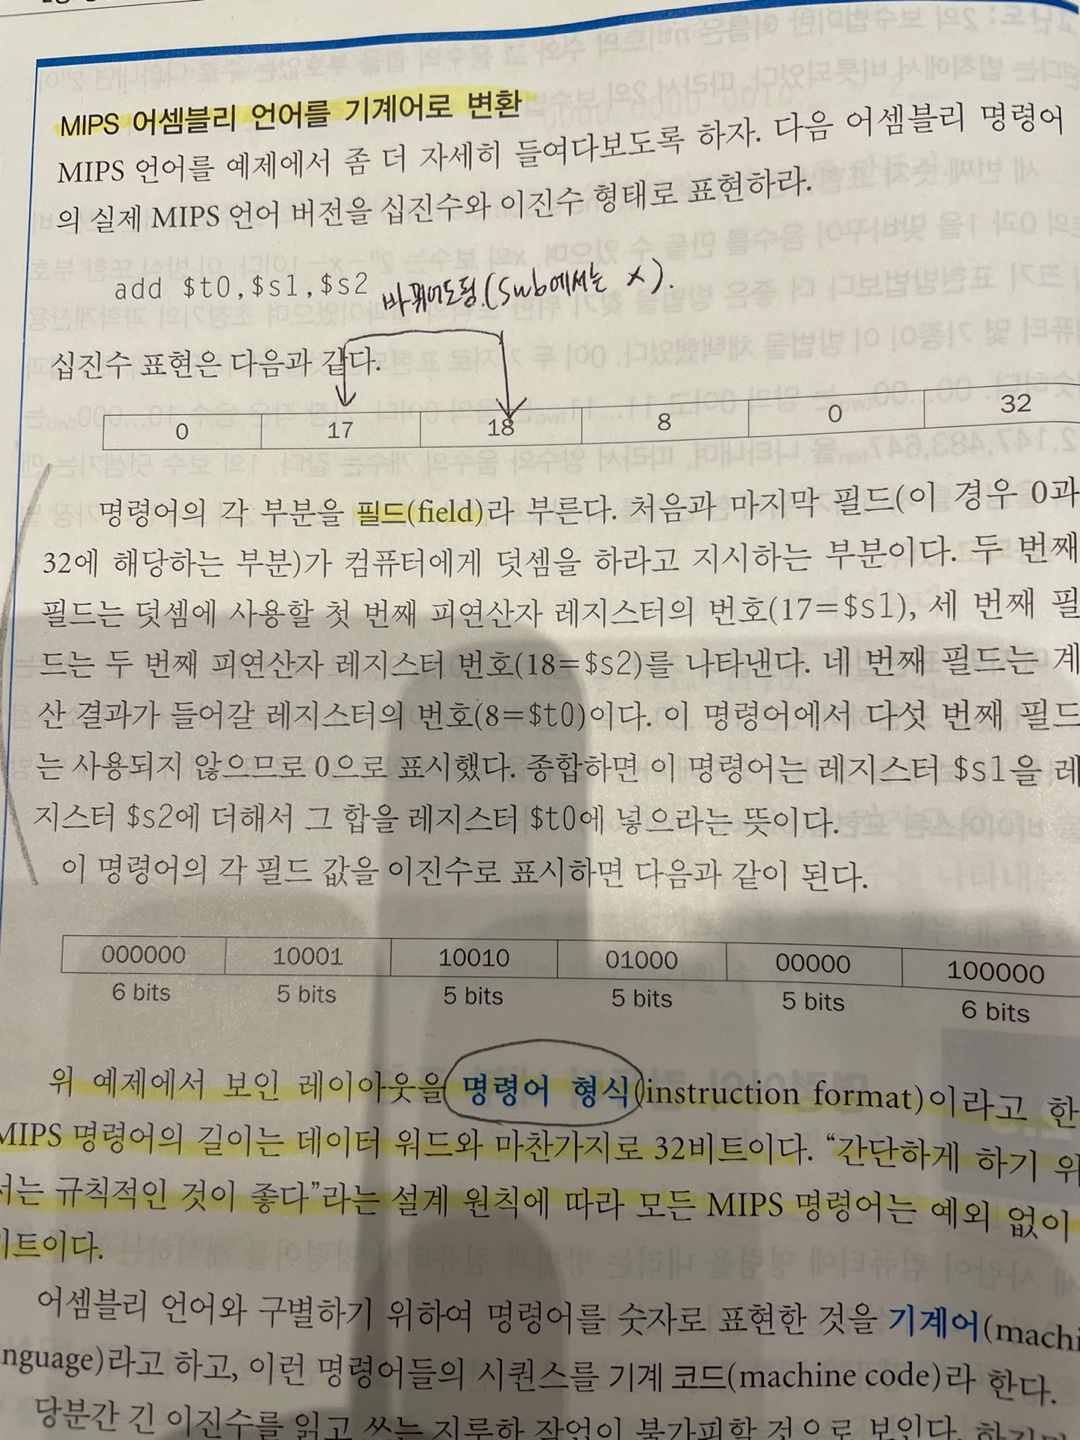 MIPS 어셈블리 언어를 기계어로 변환
MIPS 언어를 예제에서 좀 더 자세히 들여다보도록 하자. 다음 어셈블리 명령어
의 실제 MIPS 언어 버전을 십진수와 이진수 형태로 표현하라.
add $t0,$s1,$s2 바뀌어도됨.(Sub에서는 X).
십진수 표현은 다음과 같다.
0 17 18 8 0 32
명령어의 각 부분을 필드(field)라 부른다. 처음과 마지막 필드(이 경우 0과
32에 해당하는 부분)가 컴퓨터에게 덧셈을 하라고 지시하는 부분이다. 두 번째
필드는 덧셈에 사용할 첫 번째 피연산자 레지스터의 번호(17=$s1), 세 번째 필
드는 두 번째 피연산자 레지스터 번호(18=$s2)를 나타낸다. 네 번째 필드는 계
산 결과가 들어갈 레지스터의 번호(8=$t0)이다. 이 명령어에서 다섯 번째 필드
는 사용되지 않으므로 0으로 표시했다. 종합하면 이 명령어는 레지스터 $s1을 레
지스터 $s2에 더해서 그 합을 레지스터 $t0에 넣으라는 뜻이다.
이 명령어의 각 필드 값을 이진수로 표시하면 다음과 같이 된다.
000000 10001 10010 01000 00000 100000
6 bits 5 bits 5 bits 5 bits 5 bits 6 bits
위 예제에서 보인 레이아웃을 명령어 형식(instruction format)이라고 한
MIPS 명령어의 길이는 데이터 워드와 마찬가지로 32비트이다. “간단하게 하기 위
서는 규칙적인 것이 좋다”라는 설계 원칙에 따라 모든 MIPS 명령어는 예외 없이
비트이다.
어셈블리 언어와 구별하기 위하여 명령어를 숫자로 표현한 것을 기계어(machi
nguage)라고 하고, 이런 명령어들의 시퀀스를 기계 코드(machine code)라 한다.
당분간 긴 이진수를 읽고 쓰는 지루한 작업이 불가피할 것으로 보인다.